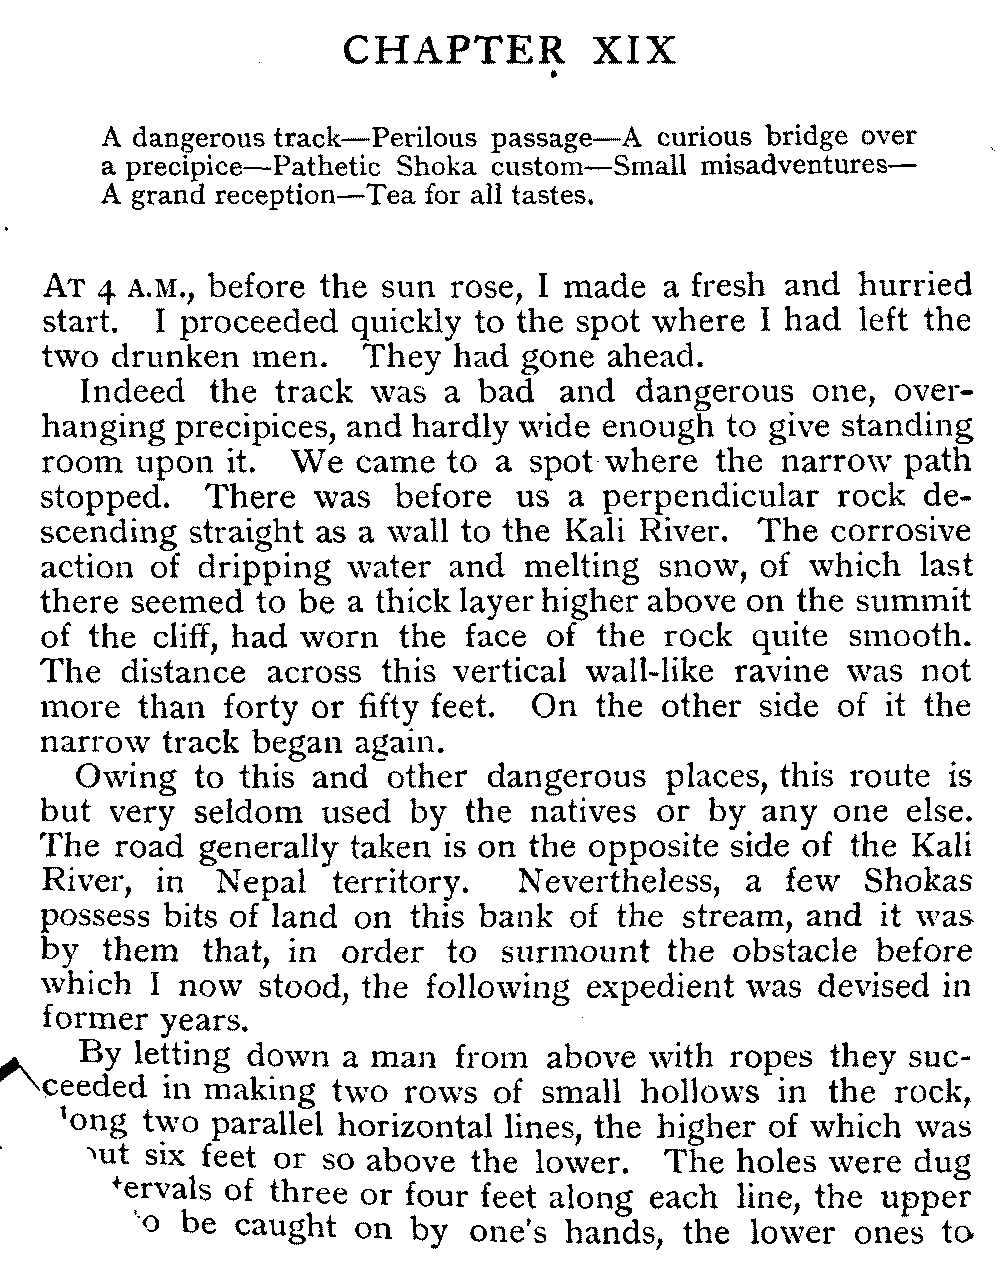 CHAPTER XIX
A dangerous track—Perilous passage—A curious bridge over
a precipice—Pathetic Shoka custom—Small misadventures—
A grand reception—Tea for all tastes.
AT 4 A.M., before the sun rose, I made a fresh and hurried
start. I proceeded quickly to the spot where I had left the
two drunken men. They had gone ahead.
Indeed the track was a bad and dangerous one, over-
hanging precipices, and hardly wide enough to give standing
room upon it. We came to a spot where the narrow path
stopped. There was before us a perpendicular rock de-
scending straight as a wall to the Kali River. The corrosive
action of dripping water and melting snow, of which last
there seemed to be a thick layer higher above on the summit
of the cliff, had worn the face of the rock quite smooth.
The distance across this vertical wall-like ravine was not
more than forty or fifty feet. On the other side of it the
narrow track began again.
Owing to this and other dangerous places, this route is
but very seldom used by the natives or by any one else.
The road generally taken is on the opposite side of the Kali
River, in Nepal territory. Nevertheless, a few Shokas
possess bits of land on this bank of the stream, and it was
by them that, in order to surmount the obstacle before
which I now stood, the following expedient was devised in
former years.
By letting down a man from above with ropes they suc-
ceeded in making two rows of small hollows in the rock,
two parallel horizontal lines, the higher of which was
six feet or so above the lower. The holes were dug
of three or four feet along each line, the upper
be caught on by one's hands, the lower ones to